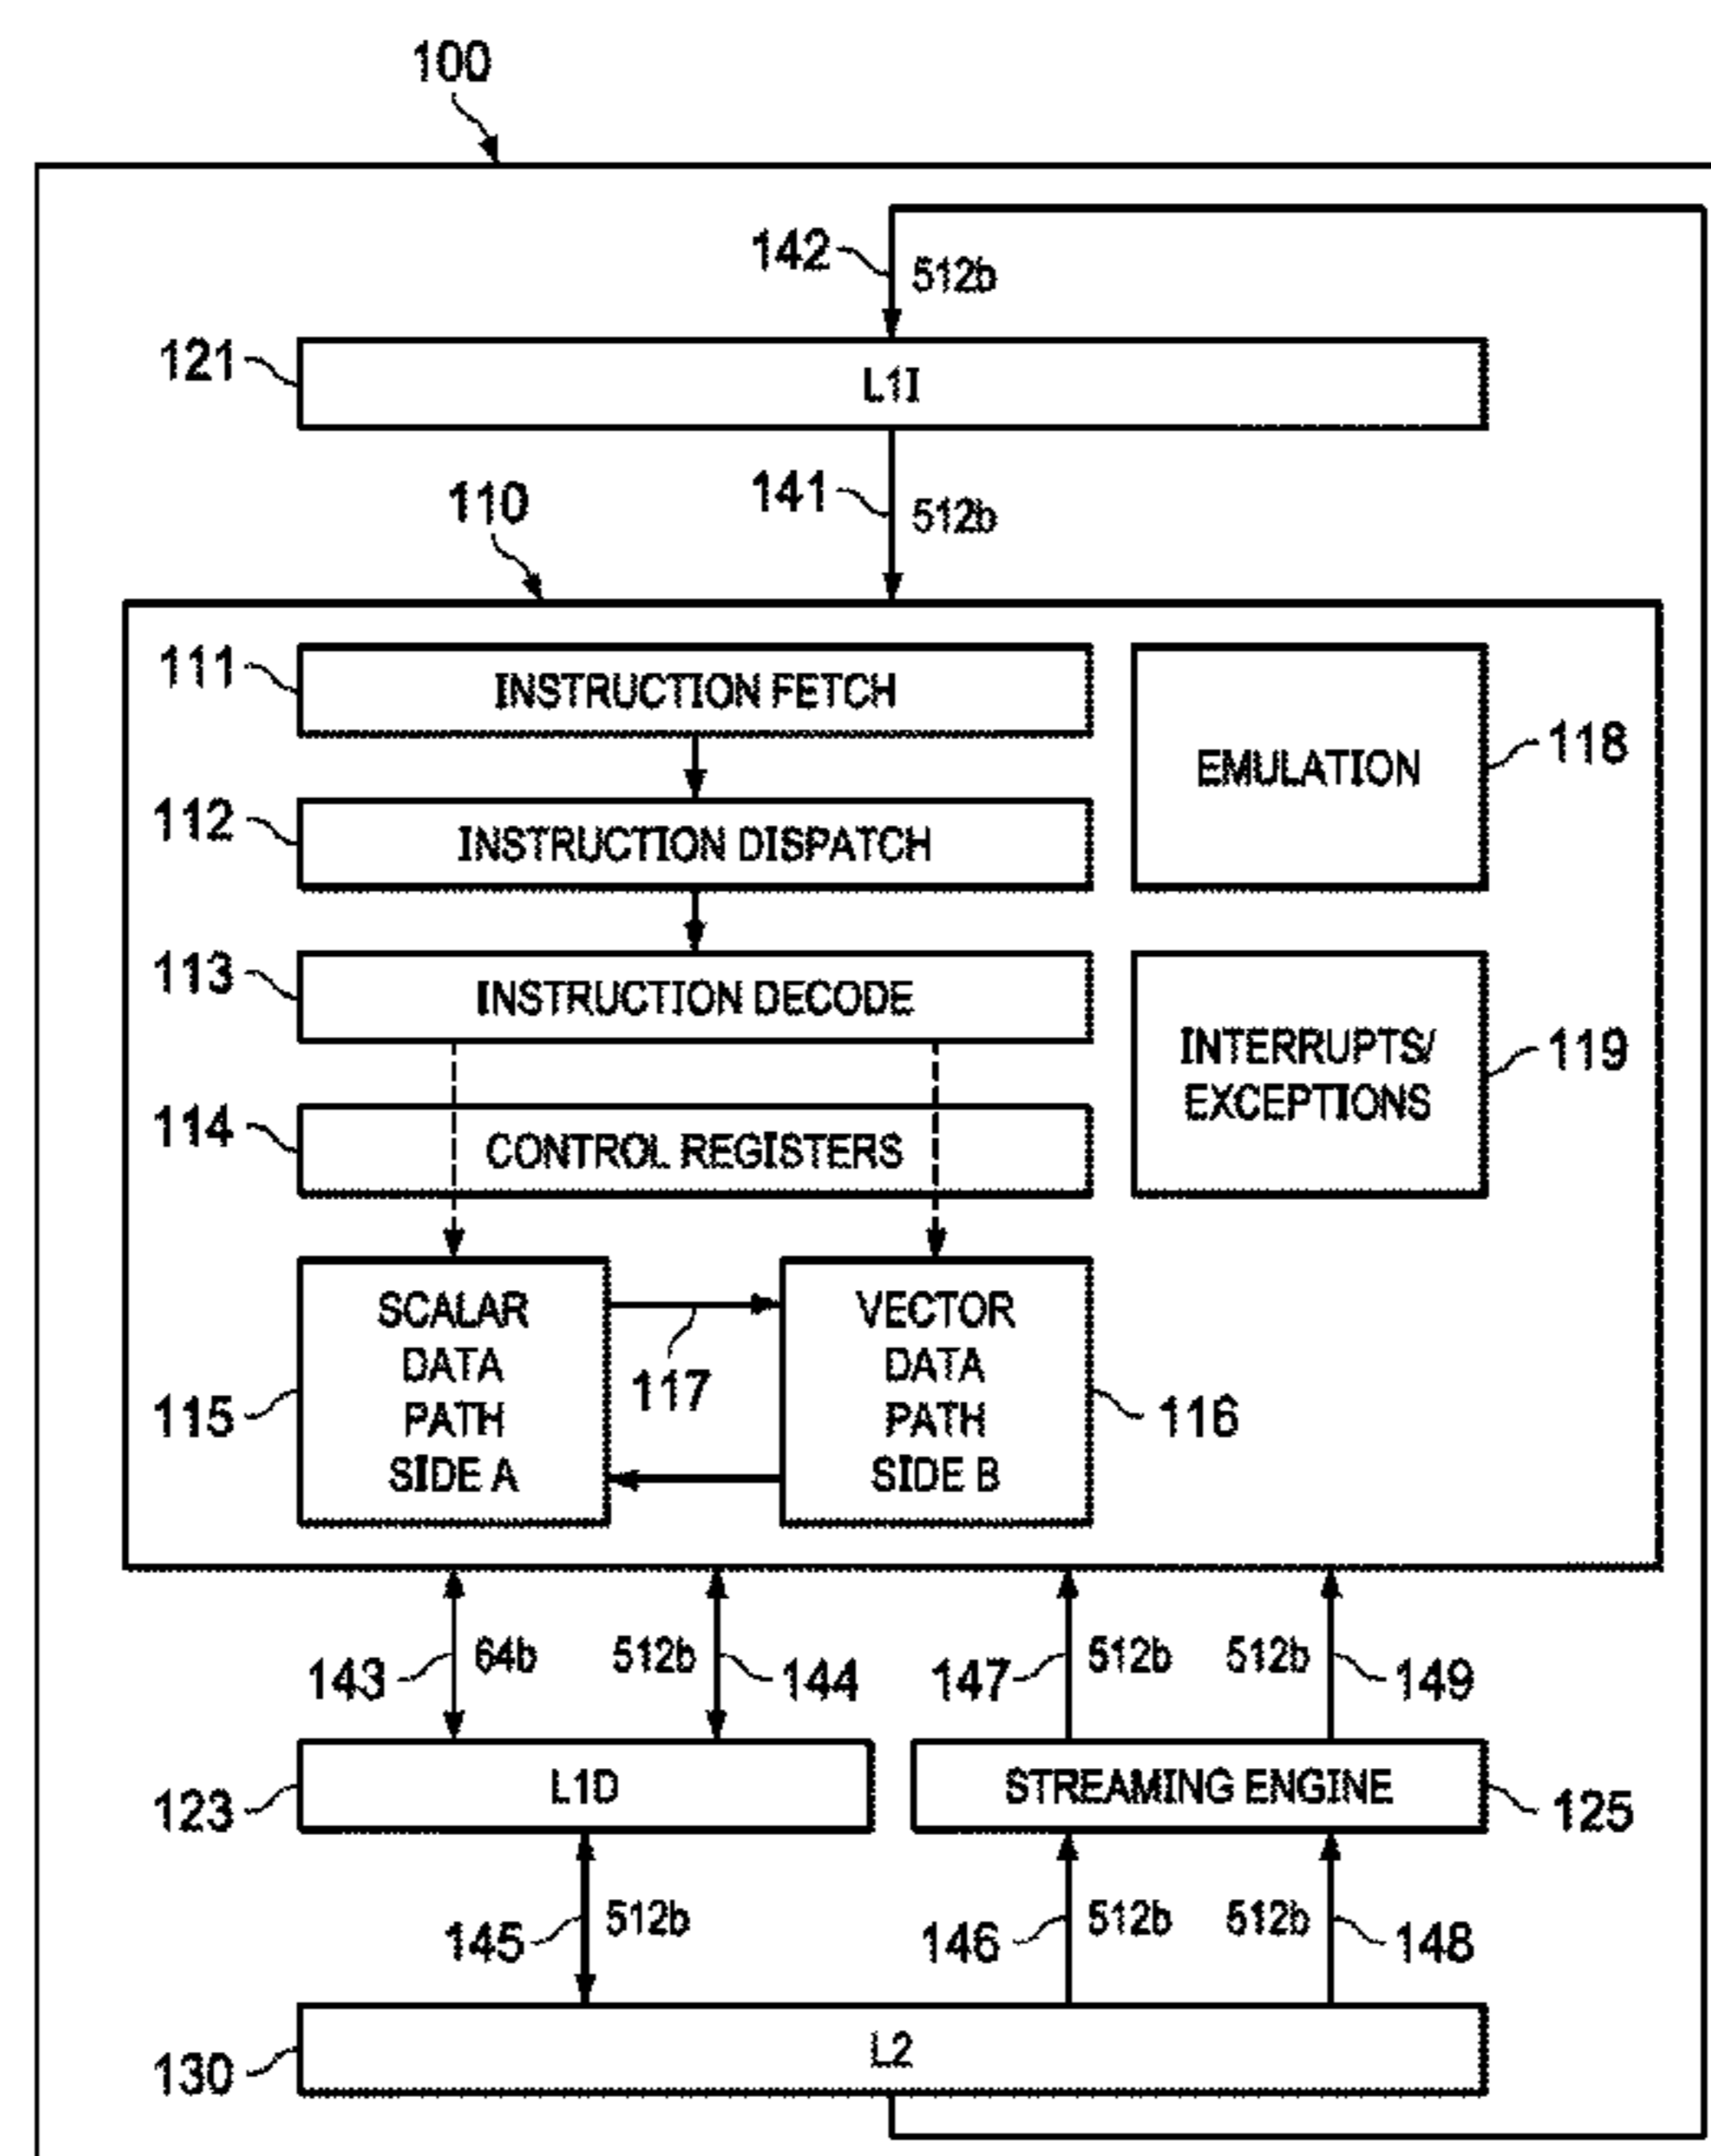 100
142
512b
121
L1I
141
512b
110
111
INSTRUCTION FETCH
118
EMULATION
112
INSTRUCTION DISPATCH
113
INSTRUCTION DECODE
119
INTERRUPTS/
EXCEPTIONS
114
CONTROL REGISTERS
115
SCALAR
DATA
PATH
SIDE A
117
VECTOR
DATA
PATH
SIDE B
116
143
64b
512b
144
147
512b
512b
149
123
L1D
STREAMING ENGINE
125
145
512b
146
512b
512b
148
130
L2